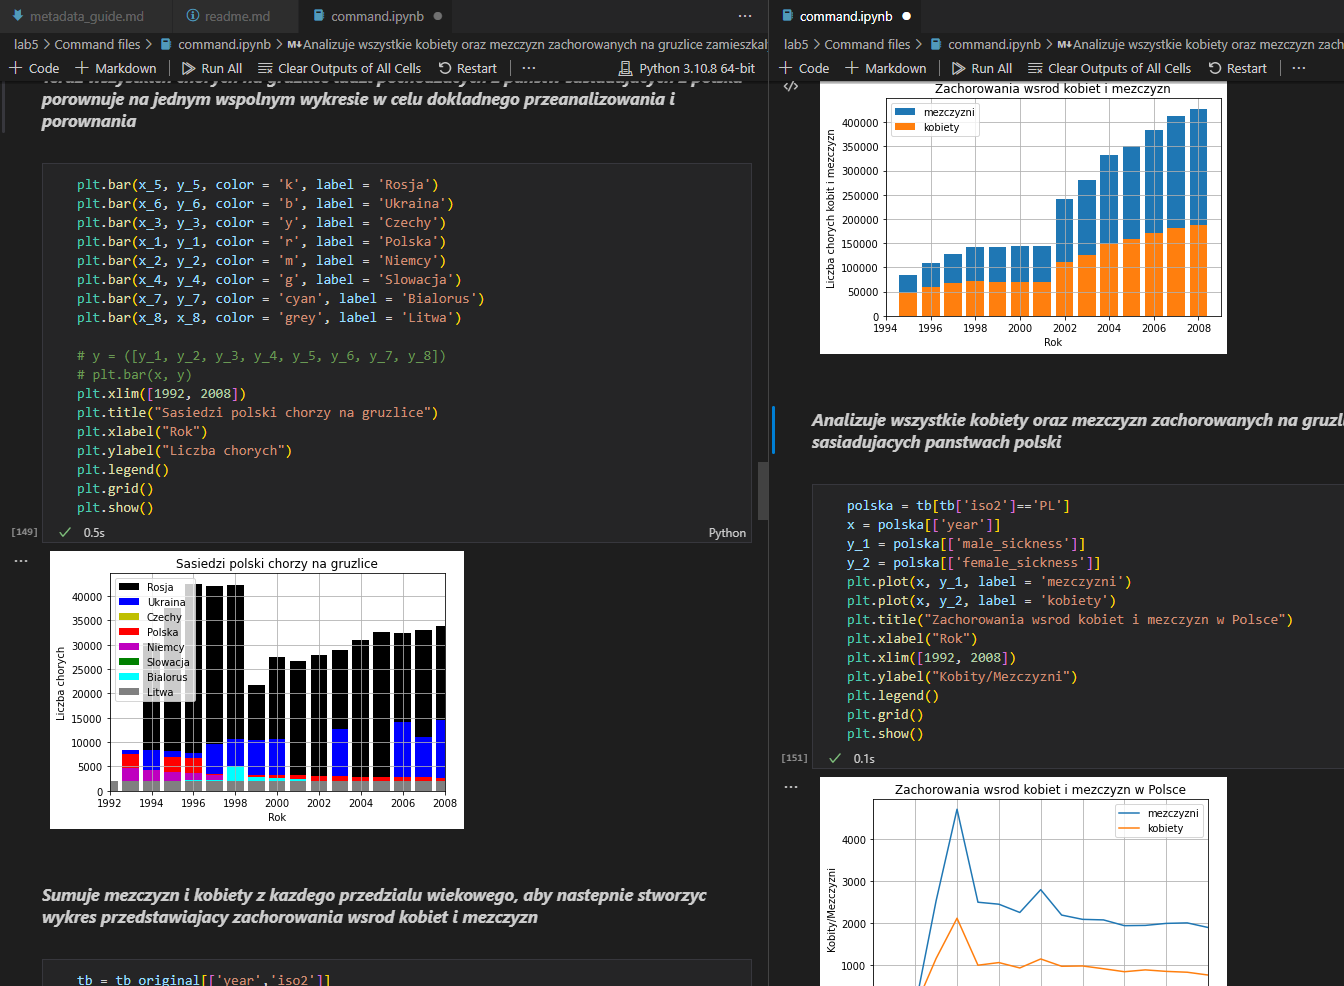 metadata_guide.md
readme.md
command.ipynb
...
lab5 > Command files > command.ipynb > M↓Analizuje wszystkie kobiety oraz mezczyzn zachorowanych na gruzlice zamieszkal
+ Code + Markdown | Run All Clear Outputs of All Cells Restart | ... Python 3.10.8 64-bit
porownuje na jednym wspolnym wykresie w celu dokladnego przeanalizowania i
porownania
plt.bar(x_5, y_5, color = 'k', label = 'Rosja')
plt.bar(x_6, y_6, color = 'b', label = 'Ukraina')
plt.bar(x_3, y_3, color = 'y', label = 'Czechy')
plt.bar(x_1, y_1, color = 'r', label = 'Polska')
plt.bar(x_2, y_2, color = 'm', label = 'Niemcy')
plt.bar(x_4, y_4, color = 'g', label = 'Slowacja')
plt.bar(x_7, y_7, color = 'cyan', label = 'Bialorus')
plt.bar(x_8, x_8, color = 'grey', label = 'Litwa')
# y = ([y_1, y_2, y_3, y_4, y_5, y_6, y_7, y_8])
# plt.bar(x, y)
plt.xlim([1992, 2008])
plt.title("Sasiedzi polski chorzy na gruzlice")
plt.xlabel("Rok")
plt.ylabel("Liczba chorych")
plt.legend()
plt.grid()
plt.show()
[149] 0.5s Python
...
Sasiedzi polski chorzy na gruzlice
Rosja
Ukraina
Czechy
Polska
Niemcy
Slowacja
Bialorus
Litwa
40000
35000
30000
25000
20000
15000
10000
5000
0
Liczba chorych
1992 1994 1996 1998 2000 2002 2004 2006 2008
Rok
Sumuje mezczyzn i kobiety z kazdego przedzialu wiekowego, aby nastepnie stworzyc
wykres przedstawiajacy zachorowania wsrod kobiet i mezczyzn
tb = tb_original[['year','iso2']]
command.ipynb
lab5 > Command files > command.ipynb > M↓Analizuje wszystkie kobiety oraz mezczyzn zach
+ Code + Markdown | Run All Clear Outputs of All Cells Restart | ...
Zachorowania wsrod kobiet i mezczyzn
mezczyzni
kobiety
400000
350000
300000
250000
200000
150000
100000
50000
0
Liczba chorych kobit i mezczyzn
1994 1996 1998 2000 2002 2004 2006 2008
Rok
Analizuje wszystkie kobiety oraz mezczyzn zachorowanych na gruzl
sasiadujacych panstwach polski
polska = tb[tb['iso2']=='PL']
x = polska[['year']]
y_1 = polska[['male_sickness']]
y_2 = polska[['female_sickness']]
plt.plot(x, y_1, label = 'mezczyzni')
plt.plot(x, y_2, label = 'kobiety')
plt.title("Zachorowania wsrod kobiet i mezczyzn w Polsce")
plt.xlabel("Rok")
plt.xlim([1992, 2008])
plt.ylabel("Kobity/Mezczyzni")
plt.legend()
plt.grid()
plt.show()
[151] 0.1s
...
Zachorowania wsrod kobiet i mezczyzn w Polsce
mezczyzni
kobiety
4000
3000
2000
1000
Kobity/Mezczyzni